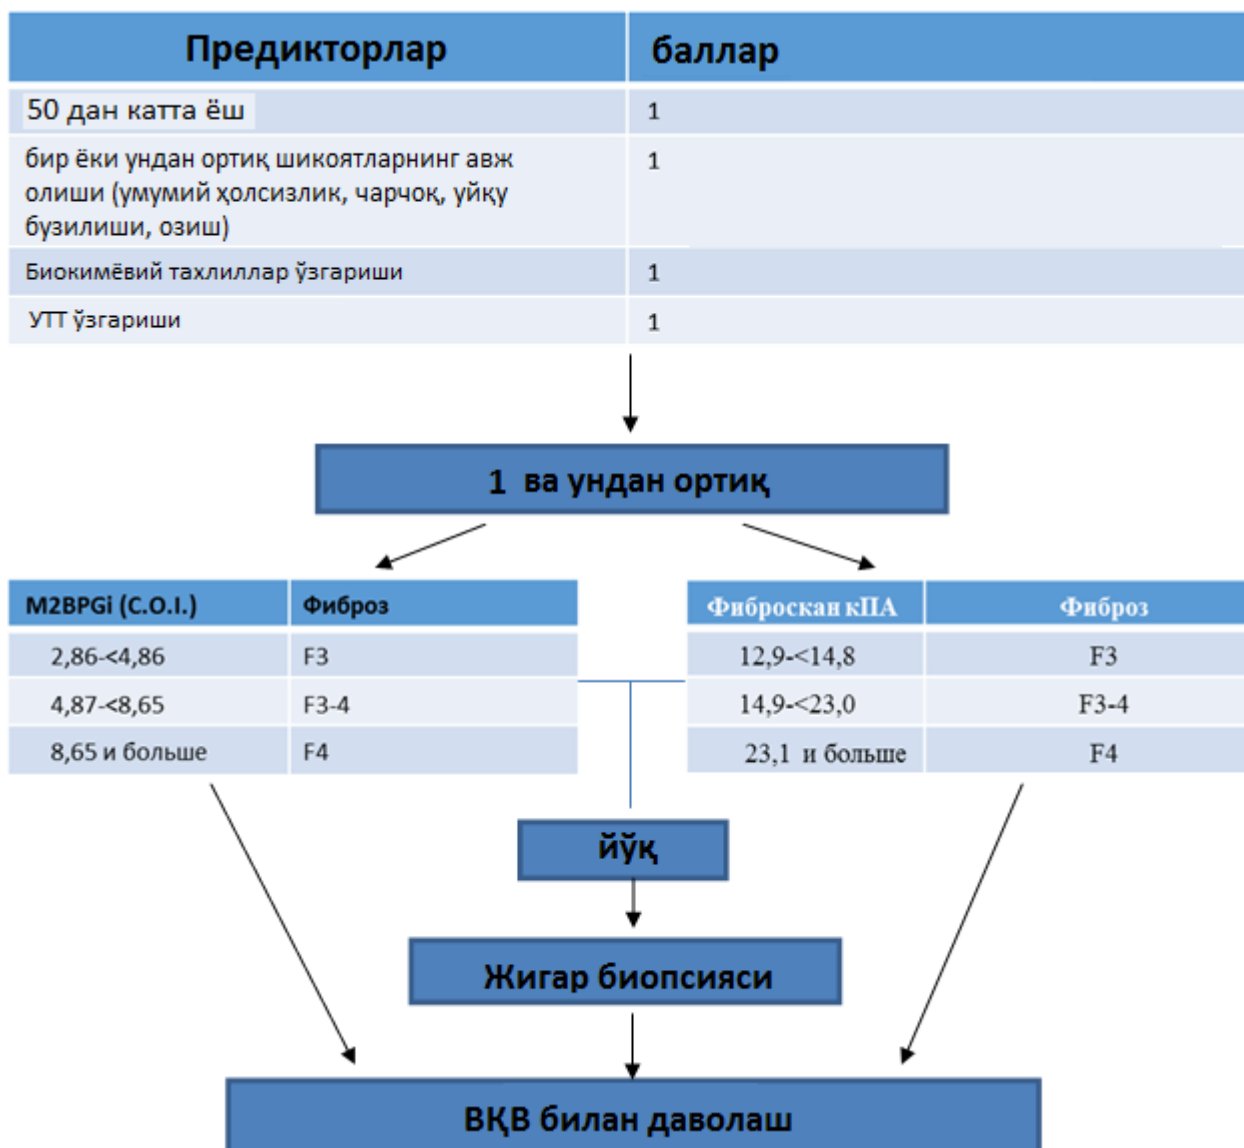 Предикторлар баллар
50 дан катта ёш 1
бир ёки ундан ортиқ шикоятларнинг авж 1
олиши (умумий ҳолсизлик, чарчоқ, уйқу
бузилиши, озиш)
Биокимёвий тахлиллар ўзгариши 1
УТТ ўзгариши 1
1 ва ундан ортиқ
M2BPGi (C.O.I.) Фиброз
2,86-<4,86 F3
4,87-<8,65 F3-4
8,65 и больше F4
Фиброскан кПА Фиброз
12,9-<14,8 F3
14,9-<23,0 F3-4
23,1 и больше F4
йўқ
Жигар биопсияси
ВҚВ билан даволаш